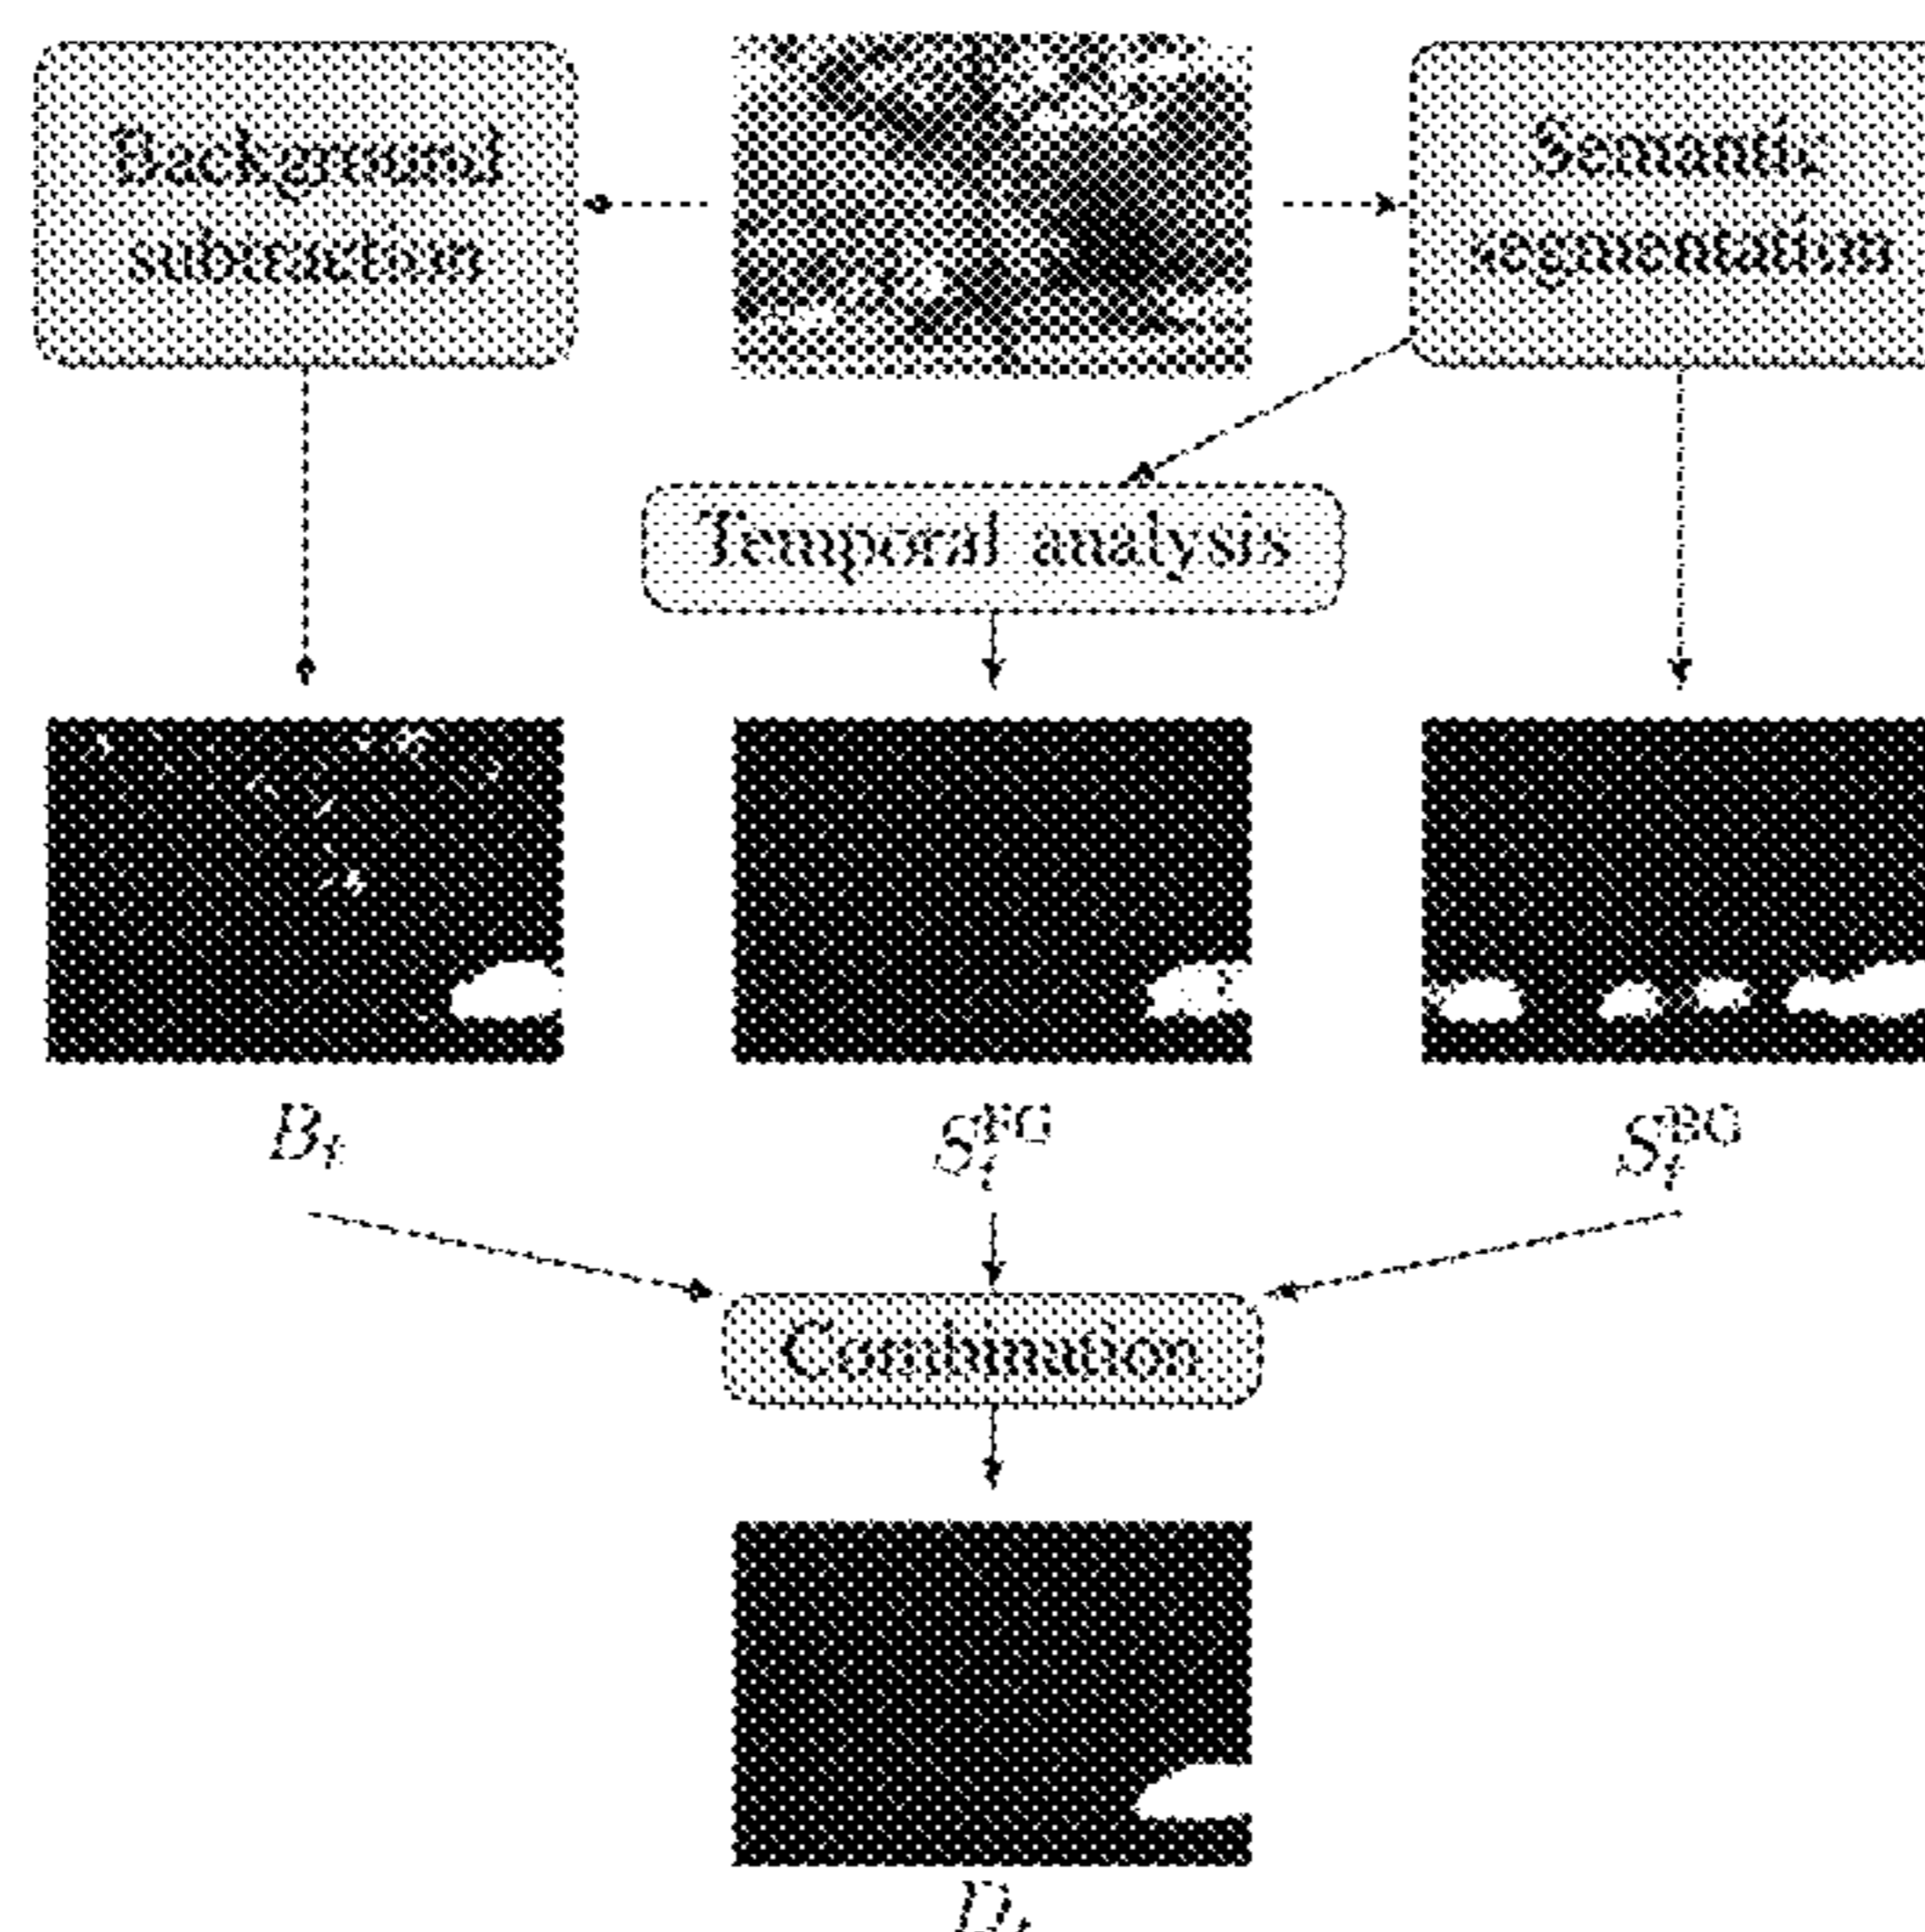 Background
subtraction
Semantic
segmentation
Temporal analysis
B_t
S_t^FG
S_t^BG
Combination
D_t